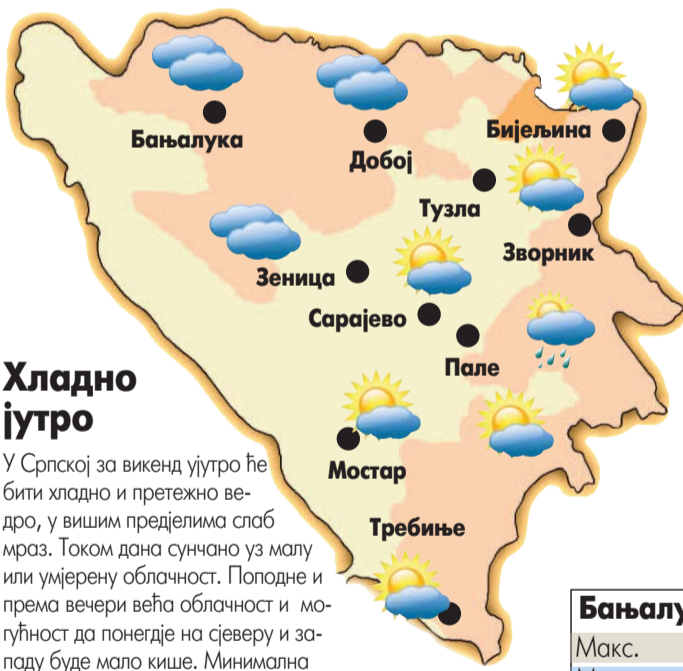 Бањалука
Добој
Бијељина
Тузла
Зворник
Зеница
Сарајево
Пале
Мостар
Требиње
Хладно
јутро
У Српској за викенд ујутро ће
бити хладно и претежно ве-
дро, у вишим предјелима слаб
мраз. Током дана сунчано уз малу
или умјерену облачност. Поподне и
према вечери већа облачност и мо-
гућност да понегдје на сјеверу и за-
паду буде мало кише. Минимална
Бањалу
Макс.